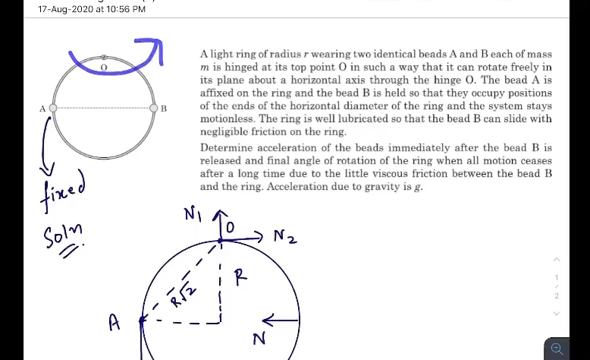 17-Aug-2020 at 10:56 PM
A light ring of radius r wearing two identical beads A and B each of mass
m is hinged at its top point O in such a way that it can rotate freely in
its plane about a horizontal axis through the hinge O. The bead A is
affixed on the ring and the bead B is held so that they occupy positions
of the ends of the horizontal diameter of the ring and the system stays
motionless. The ring is well lubricated so that the bead B can slide with
negligible friction on the ring.
Determine acceleration of the beads immediately after the bead B is
released and final angle of rotation of the ring when all motion ceases
after a long time due to the little viscous friction between the bead B
and the ring. Acceleration due to gravity is g.
O
A
B
fixed
Soln
N1
O
N2
R√2
R
A
N
1
/
2